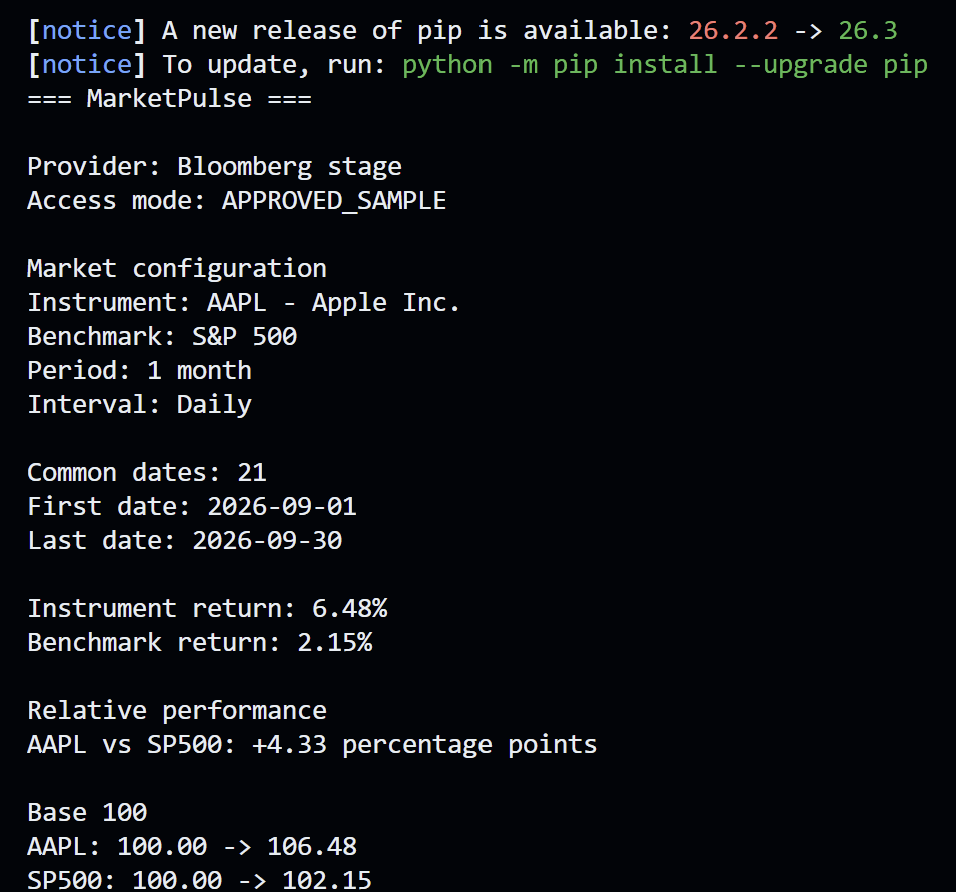 [notice] A new release of pip is available: 26.2.2 -> 26.3
[notice] To update, run: python -m pip install --upgrade pip
=== MarketPulse ===
Provider: Bloomberg stage
Access mode: APPROVED_SAMPLE
Market configuration
Instrument: AAPL - Apple Inc.
Benchmark: S&P 500
Period: 1 month
Interval: Daily
Common dates: 21
First date: 2026-09-01
Last date: 2026-09-30
Instrument return: 6.48%
Benchmark return: 2.15%
Relative performance
AAPL vs SP500: +4.33 percentage points
Base 100
AAPL: 100.00 -> 106.48
SP500: 100.00 -> 102.15